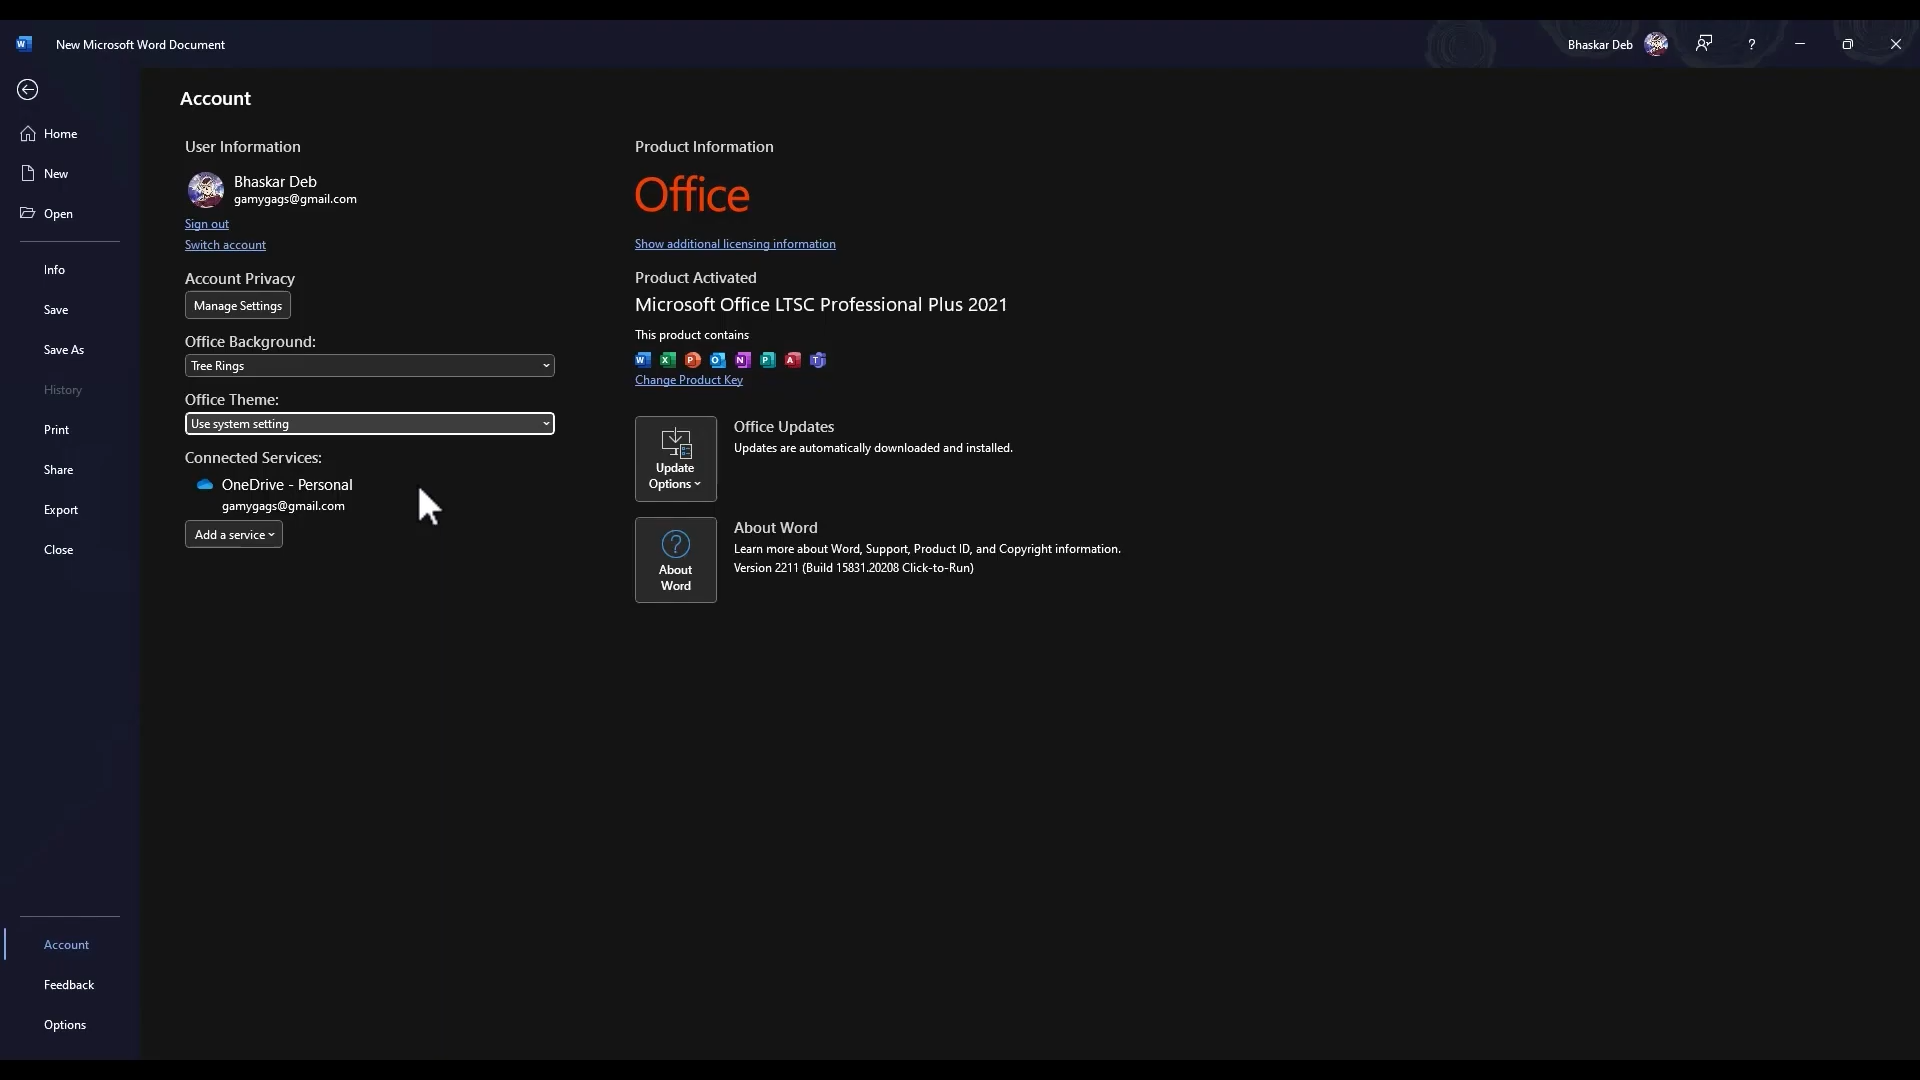 New Microsoft Word Document
Bhaskar Deb
?
Account
Home
New
Open
Info
Save
Save As
History
Print
Share
Export
Close
Account
Feedback
Options
User Information
Bhaskar Deb
gamygags@gmail.com
Sign out
Switch account
Account Privacy
Manage Settings
Office Background:
Tree Rings
Office Theme:
Use system setting
Connected Services:
OneDrive - Personal
gamygags@gmail.com
Add a service
Product Information
Office
Show additional licensing information
Product Activated
Microsoft Office LTSC Professional Plus 2021
This product contains
Change Product Key
Update
Options
Office Updates
Updates are automatically downloaded and installed.
About
Word
About Word
Learn more about Word, Support, Product ID, and Copyright information.
Version 2211 (Build 15831.20208 Click-to-Run)